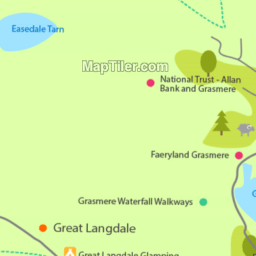 Easedale Tarn
MapTiler.com
National Trust - Allan
Bank and Grasmere
Faeryland Grasmere
Grasmere Waterfall Walkways
Great Langdale
Great Langdale Glamping